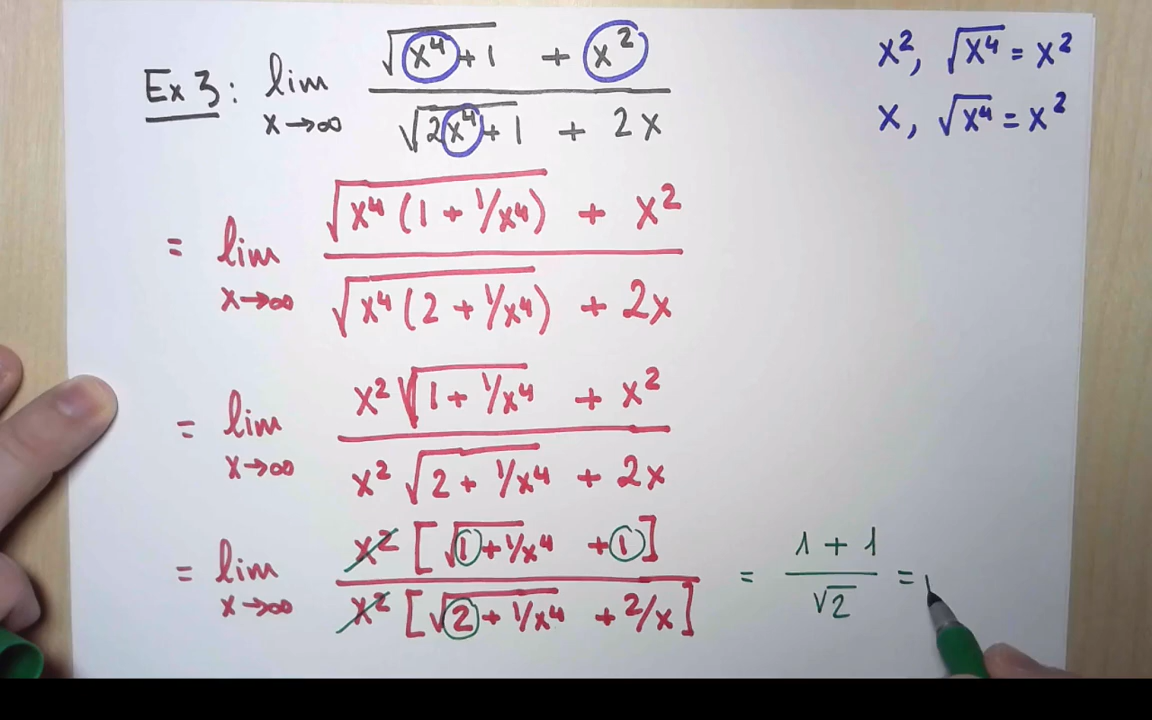 Ex 3: lim x→∞ (√(x⁴+1) + x²) / (√(2x⁴+1) + 2x)
x², √x⁴ = x²
x, √x⁴ = x²
= lim x→∞ (√(x⁴(1 + 1/x⁴)) + x²) / (√(x⁴(2 + 1/x⁴)) + 2x)
= lim x→∞ (x² √(1 + 1/x⁴) + x²) / (x² √(2 + 1/x⁴) + 2x)
= lim x→∞ x² [√(1+1/x⁴) + 1] / x² [√(2 + 1/x⁴) + 2/x] = (1 + 1) / √2 =